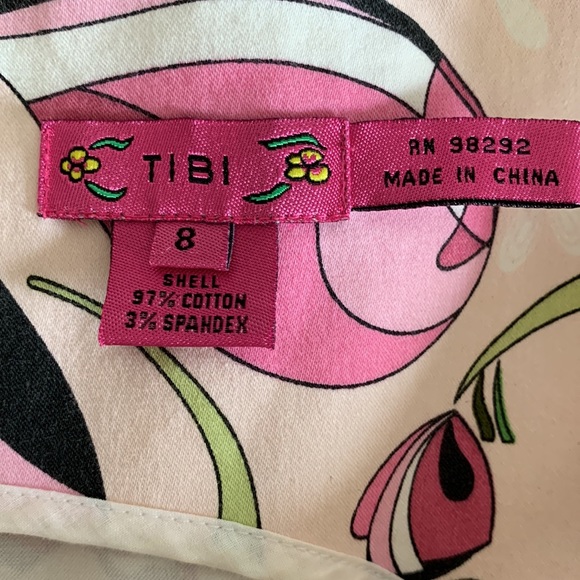 TIBI
RN 98292
MADE IN CHINA
8
SHELL
97% COTTON
3% SPANDEX